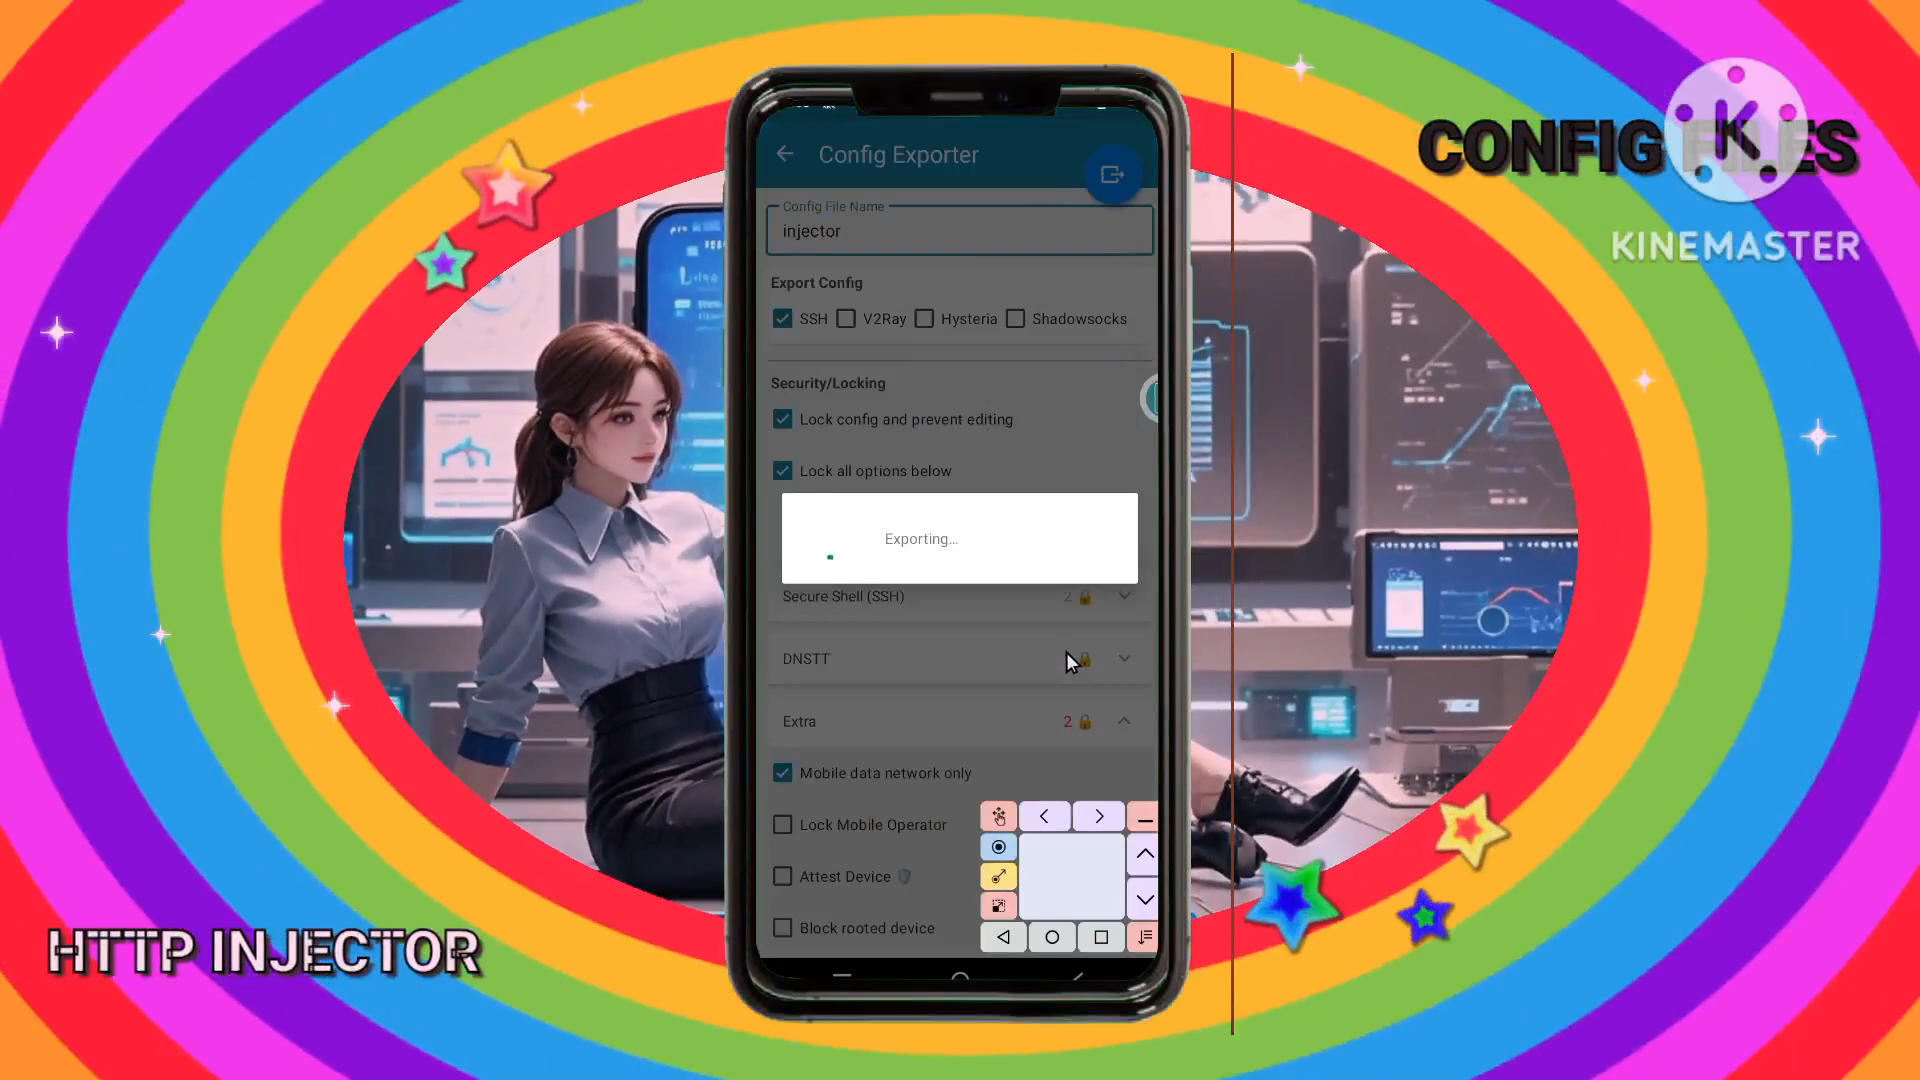 Config Exporter
Config File Name
injector
Export Config
SSH V2Ray Hysteria Shadowsocks
Security/Locking
Lock config and prevent editing
Lock all options below
Exporting...
Secure Shell (SSH) 2
DNSTT
Extra 2
Mobile data network only
Lock Mobile Operator
Attest Device
Block rooted device
CONFIG FILES
K
KINEMASTER
HTTP INJECTOR